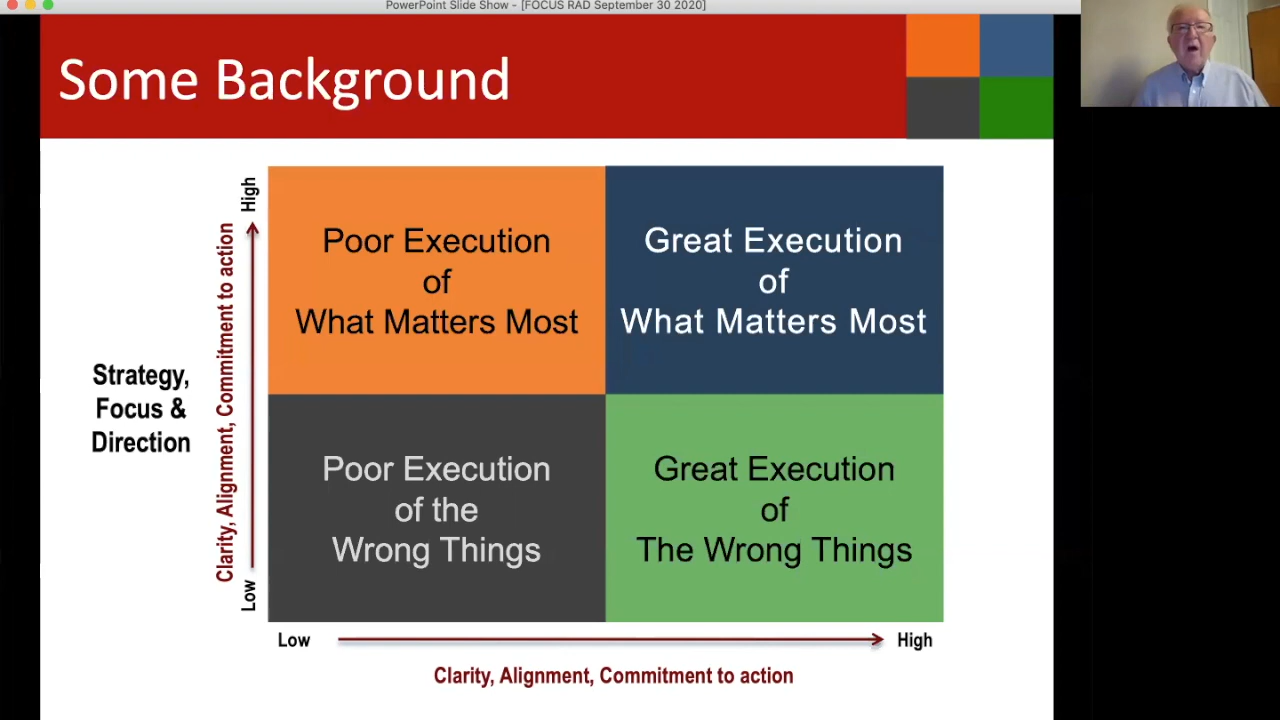 PowerPoint Slide Show - [FOCUS RAD September 30 2020]
Some Background
High
Clarity, Alignment, Commitment to action
Low
Strategy,
Focus &
Direction
Poor Execution
of
What Matters Most
Great Execution
of
What Matters Most
Poor Execution
of the
Wrong Things
Great Execution
of
The Wrong Things
Low
High
Clarity, Alignment, Commitment to action